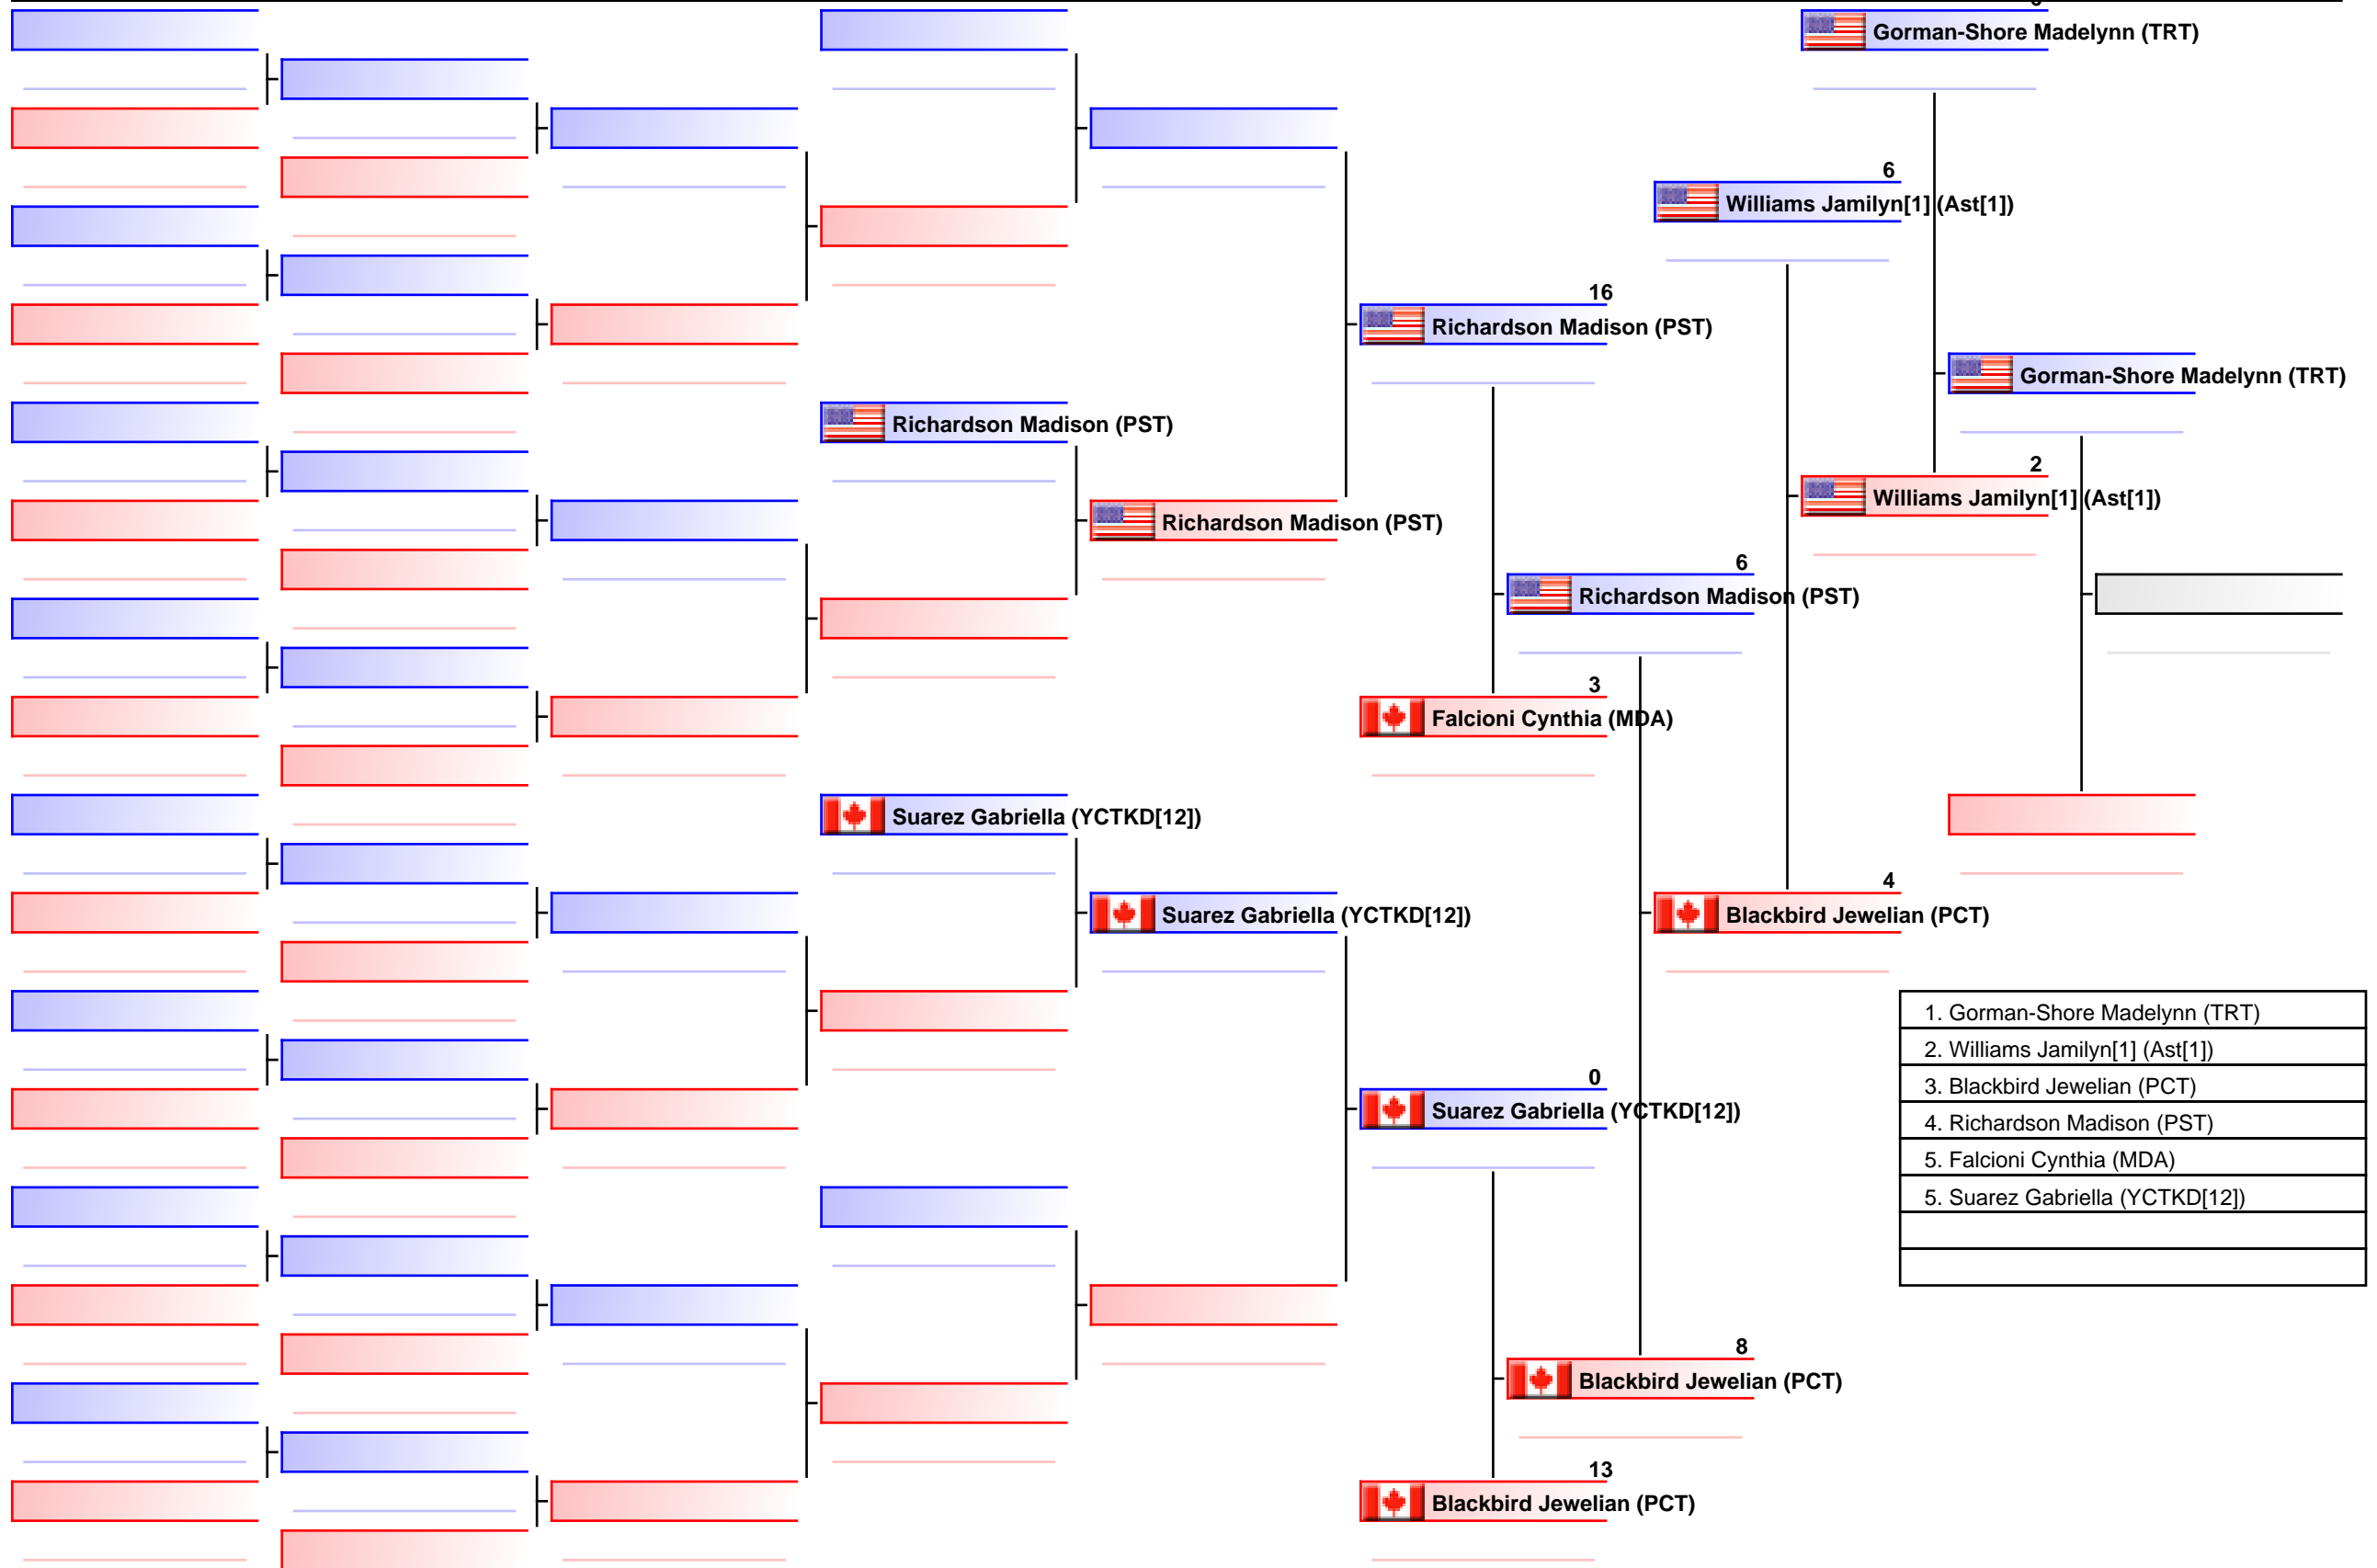 Gorman-Shore Madelynn (TRT)
6
Williams Jamilyn[1] (Ast[1])
16
Richardson Madison (PST)
Gorman-Shore Madelynn (TRT)
Richardson Madison (PST)
2
Williams Jamilyn[1] (Ast[1])
Richardson Madison (PST)
6
Richardson Madison (PST)
3
Falcioni Cynthia (MDA)
Suarez Gabriella (YCTKD[12])
4
Suarez Gabriella (YCTKD[12])
Blackbird Jewelian (PCT)
0
Suarez Gabriella (YCTKD[12])
8
Blackbird Jewelian (PCT)
13
Blackbird Jewelian (PCT)
1. Gorman-Shore Madelynn (TRT)
2. Williams Jamilyn[1] (Ast[1])
3. Blackbird Jewelian (PCT)
4. Richardson Madison (PST)
5. Falcioni Cynthia (MDA)
5. Suarez Gabriella (YCTKD[12])